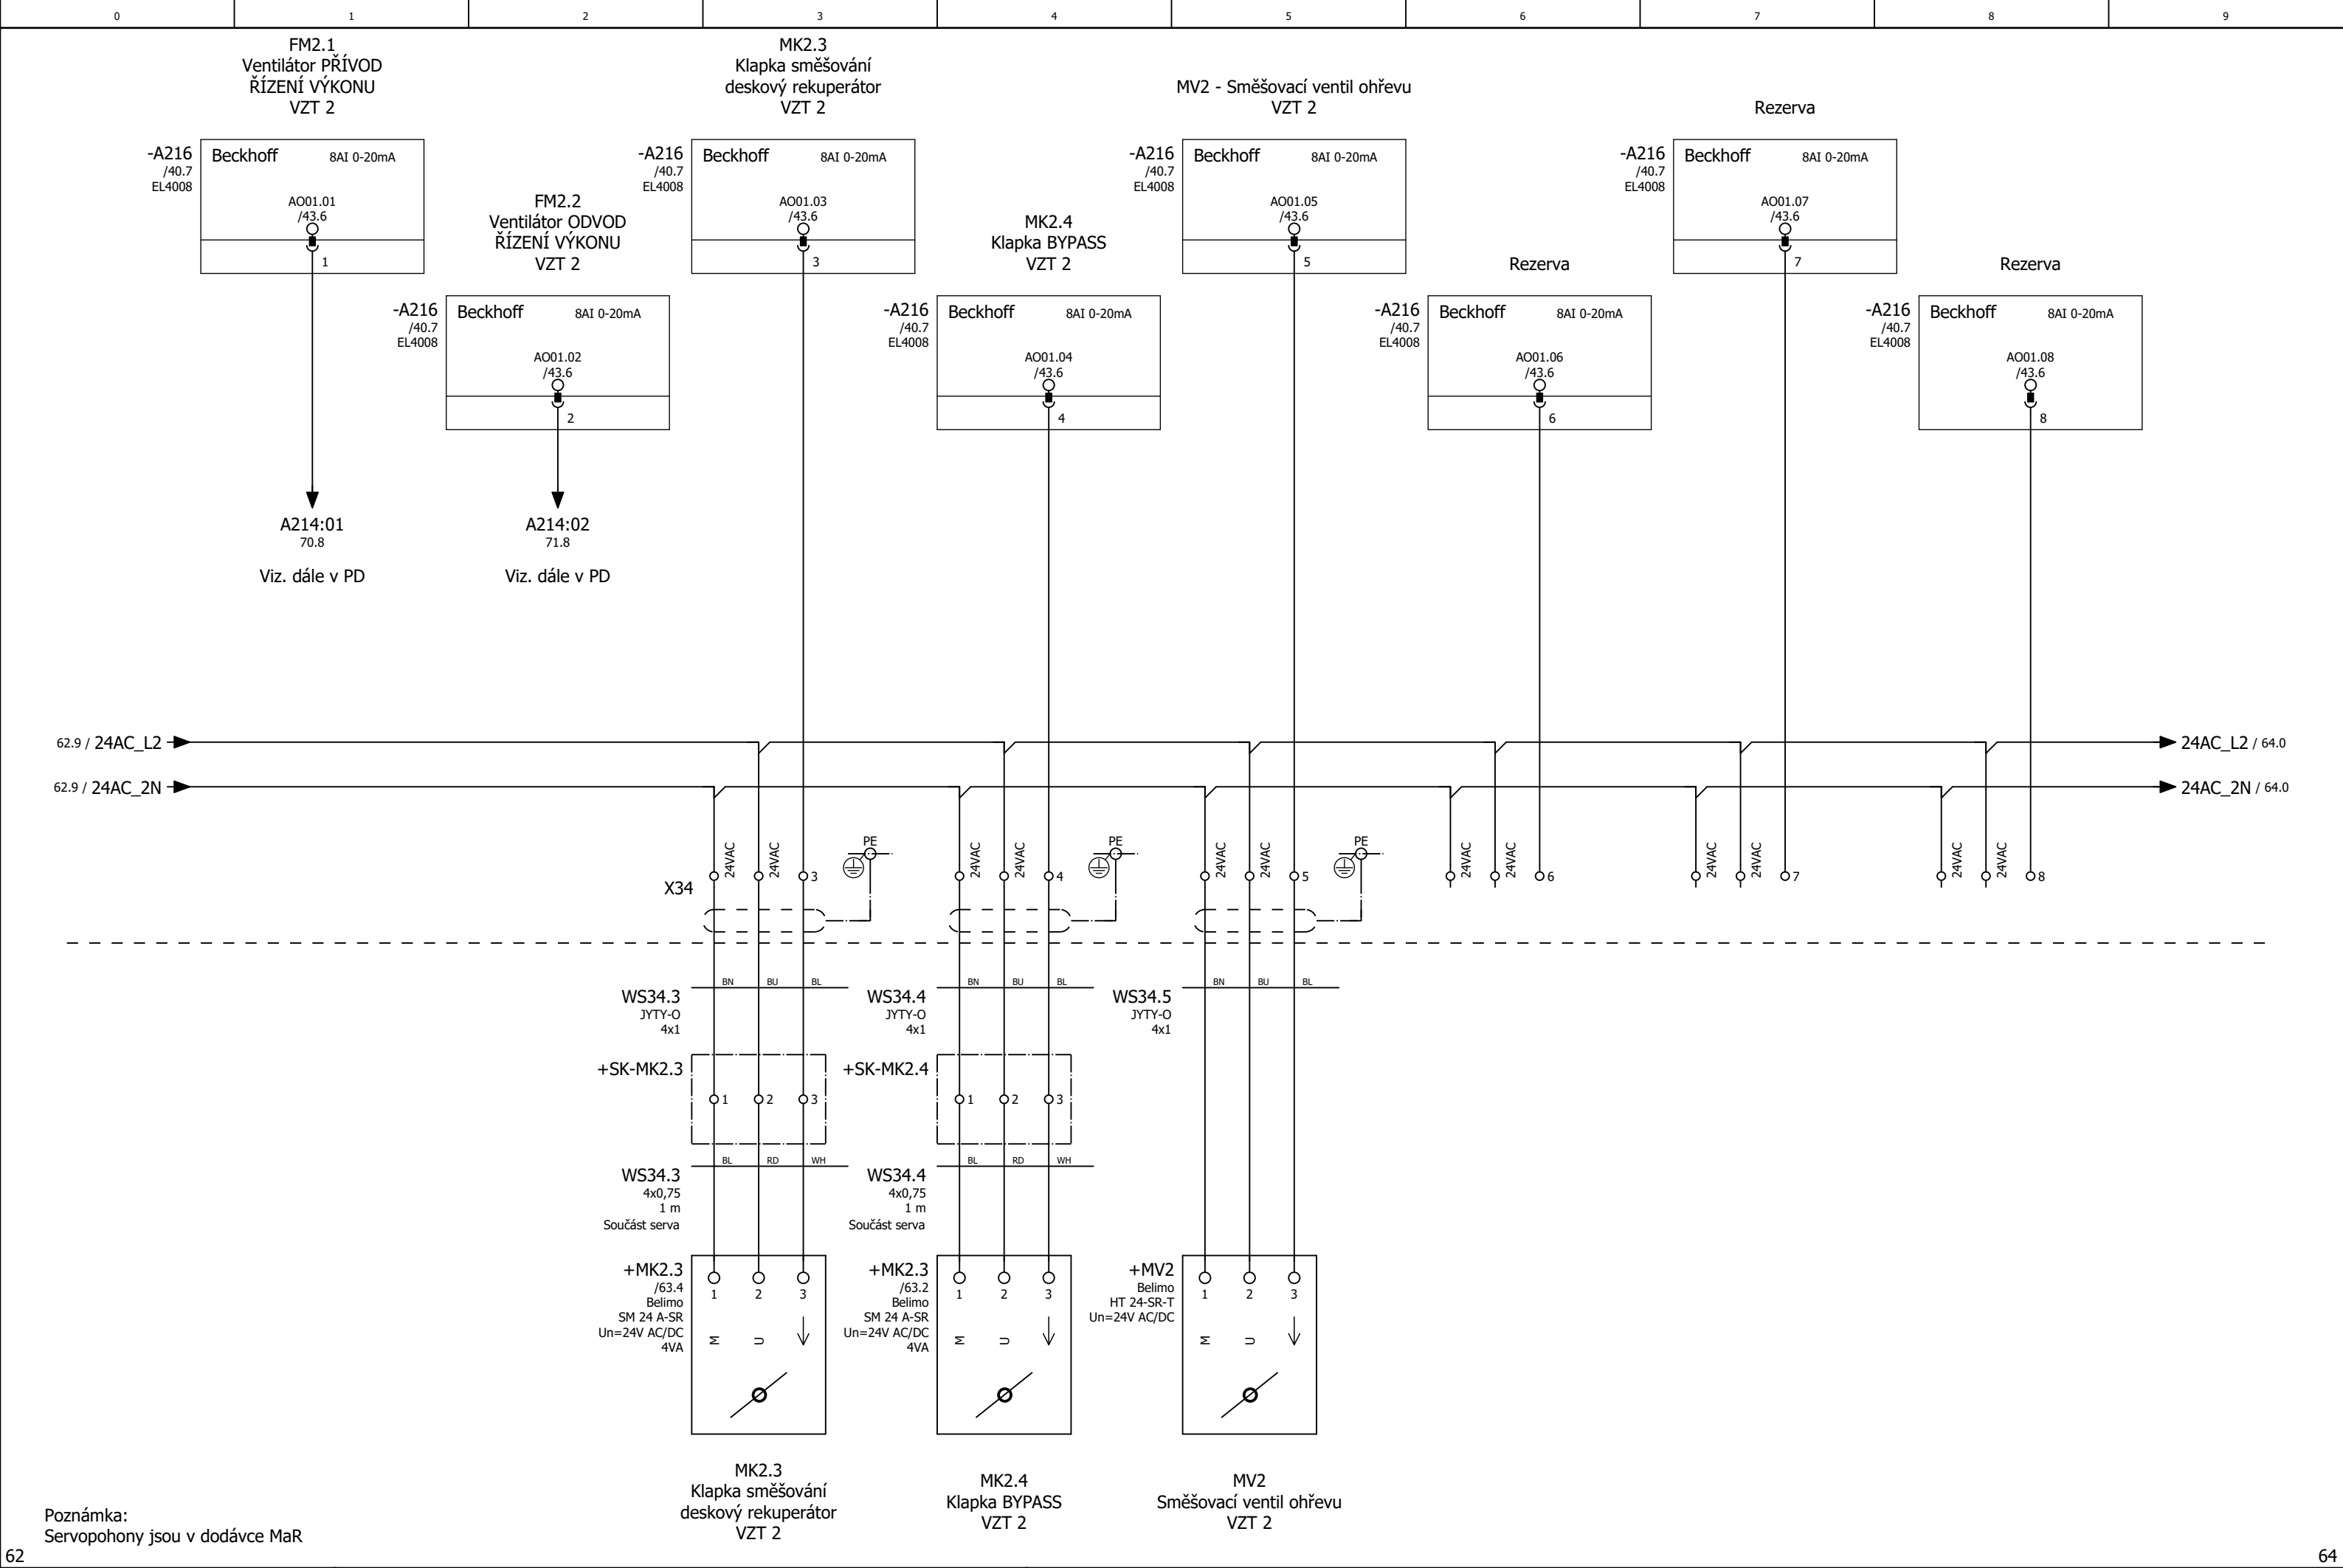 0 1 2 3 4 5 6 7 8 9
FM2.1
Ventilátor PŘÍVOD
ŘÍZENÍ VÝKONU
VZT 2
-A216
/40.7
EL4008
Beckhoff 8AI 0-20mA
AO01.01
/43.6
1
A214:01
70.8
Viz. dále v PD
FM2.2
Ventilátor ODVOD
ŘÍZENÍ VÝKONU
VZT 2
-A216
/40.7
EL4008
Beckhoff 8AI 0-20mA
AO01.02
/43.6
2
A214:02
71.8
Viz. dále v PD
MK2.3
Klapka směšování
deskový rekuperátor
VZT 2
-A216
/40.7
EL4008
Beckhoff 8AI 0-20mA
AO01.03
/43.6
3
MK2.4
Klapka BYPASS
VZT 2
-A216
/40.7
EL4008
Beckhoff 8AI 0-20mA
AO01.04
/43.6
4
MV2 - Směšovací ventil ohřevu
VZT 2
-A216
/40.7
EL4008
Beckhoff 8AI 0-20mA
AO01.05
/43.6
5
Rezerva
-A216
/40.7
EL4008
Beckhoff 8AI 0-20mA
AO01.06
/43.6
6
Rezerva
-A216
/40.7
EL4008
Beckhoff 8AI 0-20mA
AO01.07
/43.6
7
Rezerva
-A216
/40.7
EL4008
Beckhoff 8AI 0-20mA
AO01.08
/43.6
8
62.9 / 24AC_L2
24AC_L2 / 64.0
62.9 / 24AC_2N
24AC_2N / 64.0
X34
24VAC 24VAC 3 PE
24VAC 24VAC 4 PE
24VAC 24VAC 5 PE
24VAC 24VAC 6
24VAC 24VAC 7
24VAC 24VAC 8
WS34.3
JYTY-O
4x1
BN BU BL
WS34.4
JYTY-O
4x1
BN BU BL
WS34.5
JYTY-O
4x1
BN BU BL
+SK-MK2.3
1 2 3
+SK-MK2.4
1 2 3
WS34.3
4x0,75
1 m
Součást serva
BL RD WH
WS34.4
4x0,75
1 m
Součást serva
BL RD WH
+MK2.3
/63.4
Belimo
SM 24 A-SR
Un=24V AC/DC
4VA
1 2 3
M U
+MK2.3
/63.2
Belimo
SM 24 A-SR
Un=24V AC/DC
4VA
1 2 3
M U
+MV2
Belimo
HT 24-SR-T
Un=24V AC/DC
1 2 3
M U
MK2.3
Klapka směšování
deskový rekuperátor
VZT 2
MK2.4
Klapka BYPASS
VZT 2
MV2
Směšovací ventil ohřevu
VZT 2
Poznámka:
Servopohony jsou v dodávce MaR
62
64